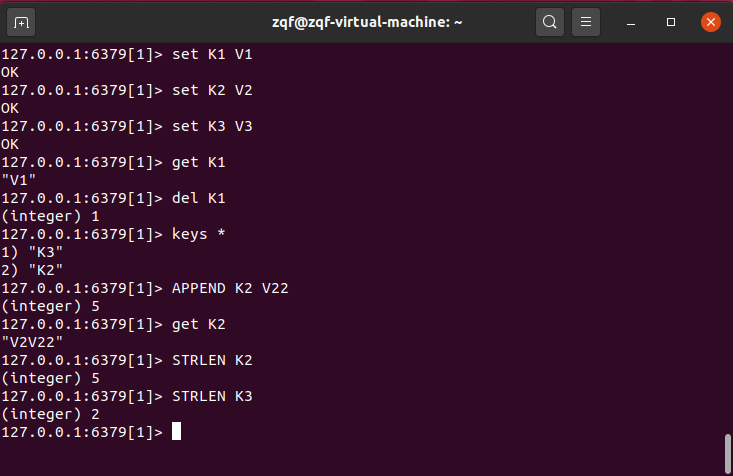 zqf@zqf-virtual-machine: ~
127.0.0.1:6379[1]> set K1 V1
OK
127.0.0.1:6379[1]> set K2 V2
OK
127.0.0.1:6379[1]> set K3 V3
OK
127.0.0.1:6379[1]> get K1
"V1"
127.0.0.1:6379[1]> del K1
(integer) 1
127.0.0.1:6379[1]> keys *
1) "K3"
2) "K2"
127.0.0.1:6379[1]> APPEND K2 V22
(integer) 5
127.0.0.1:6379[1]> get K2
"V2V22"
127.0.0.1:6379[1]> STRLEN K2
(integer) 5
127.0.0.1:6379[1]> STRLEN K3
(integer) 2
127.0.0.1:6379[1]>